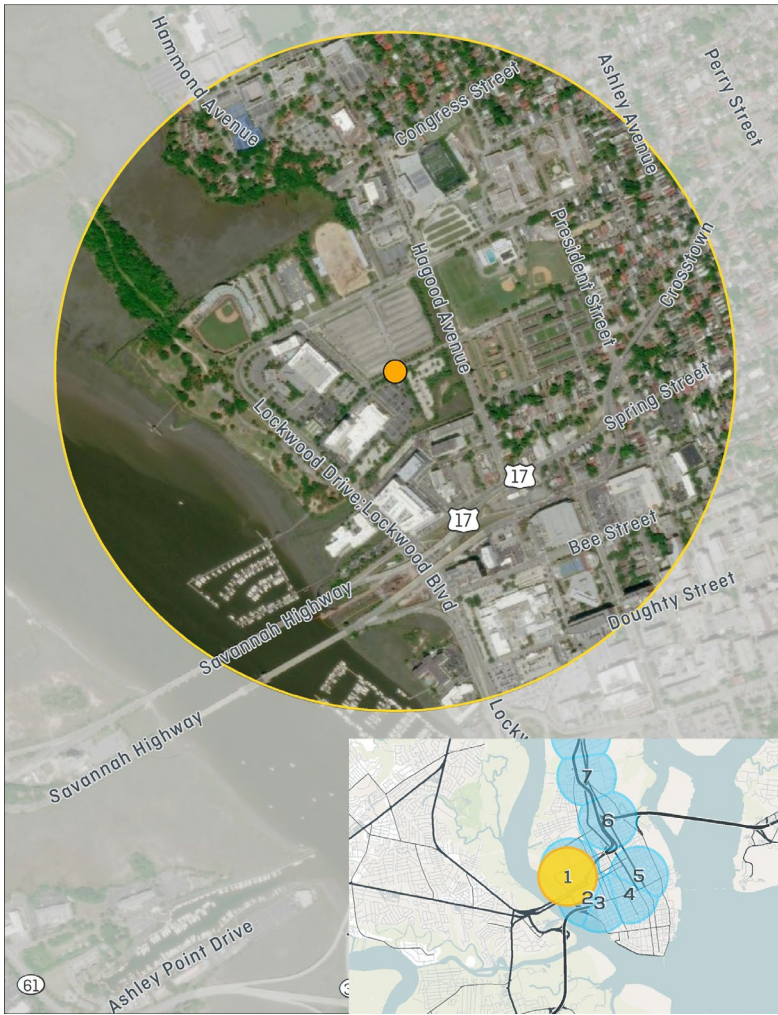 Hammond Avenue
Congress Street
Ashley Avenue
Perry Street
Hagood Avenue
President Street
Crosstown
Spring Street
Lockwood Drive;Lockwood Blvd
17
17
Bee Street
Doughty Street
Savannah Highway
Savannah Highway
Ashley Point Drive
61
7
6
1
5
2
3
4